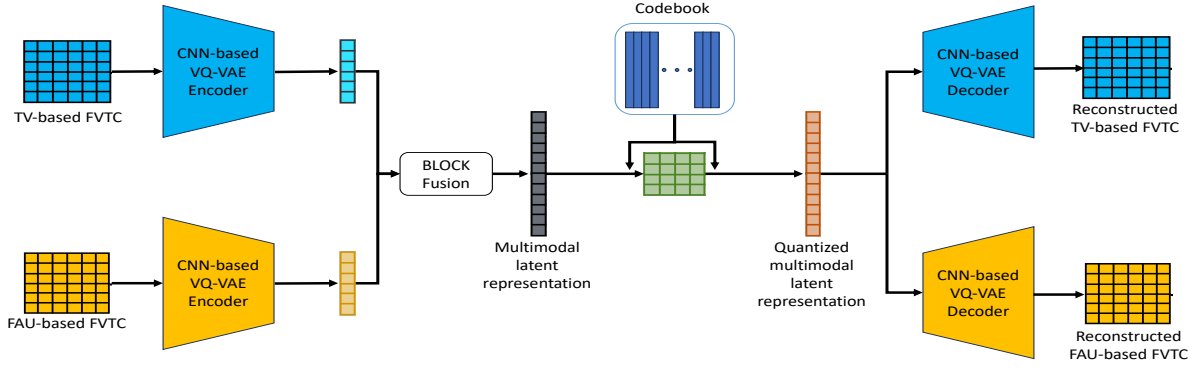 CNN-based
VQ-VAE
Encoder
TV-based FVTC
CNN-based
VQ-VAE
Encoder
FAU-based FVTC
BLOCK
Fusion
Multimodal
latent
representation
Codebook
Quantized
multimodal
latent
representation
CNN-based
VQ-VAE
Decoder
Reconstructed
TV-based FVTC
CNN-based
VQ-VAE
Decoder
Reconstructed
FAU-based FVTC